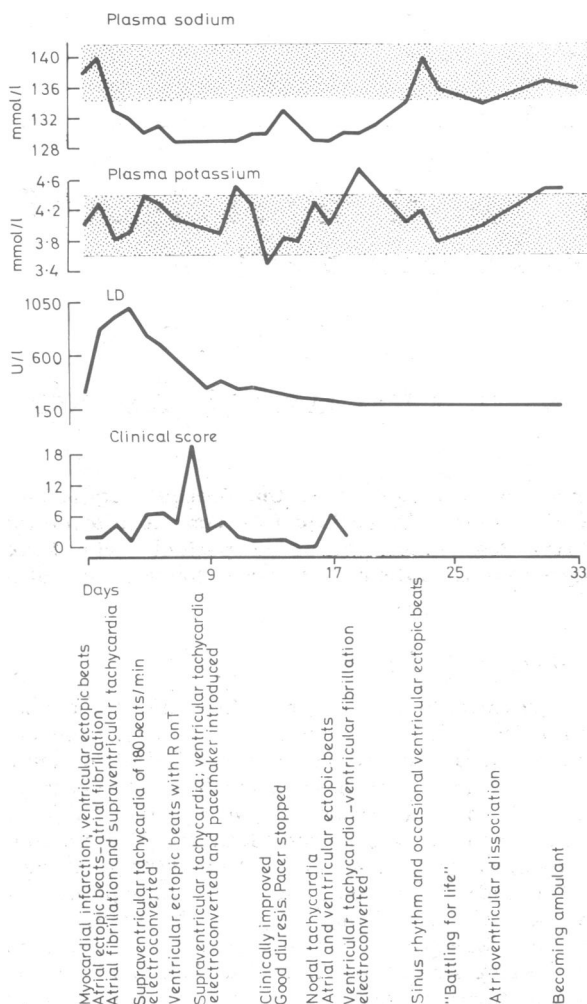 Plasma sodium
140
136
132
128
mmol/l
Plasma potassium
4·6
4·2
3·8
3·4
mmol/l
LD
1050
600
150
U/l
Clinical score
18
12
6
0
9
17
25
33
Days
Myocardial infarction; ventricular ectopic beats
Atrial ectopic beats–atrial fibrillation
Atrial fibrillation and supraventricular tachycardia
Supraventricular tachycardia of 180 beats/min
electroconverted
Ventricular ectopic beats with R on T
Supraventricular tachycardia; ventricular tachycardia
electroconverted and pacemaker introduced
Clinically improved
Good diuresis. Pacer stopped
Nodal tachycardia
Atrial and ventricular ectopic beats
Ventricular tachycardia–ventricular fibrillation
electroconverted
Sinus rhythm and occasional ventricular ectopic beats
"Battling for life"
Atrioventricular dissociation
Becoming ambulant